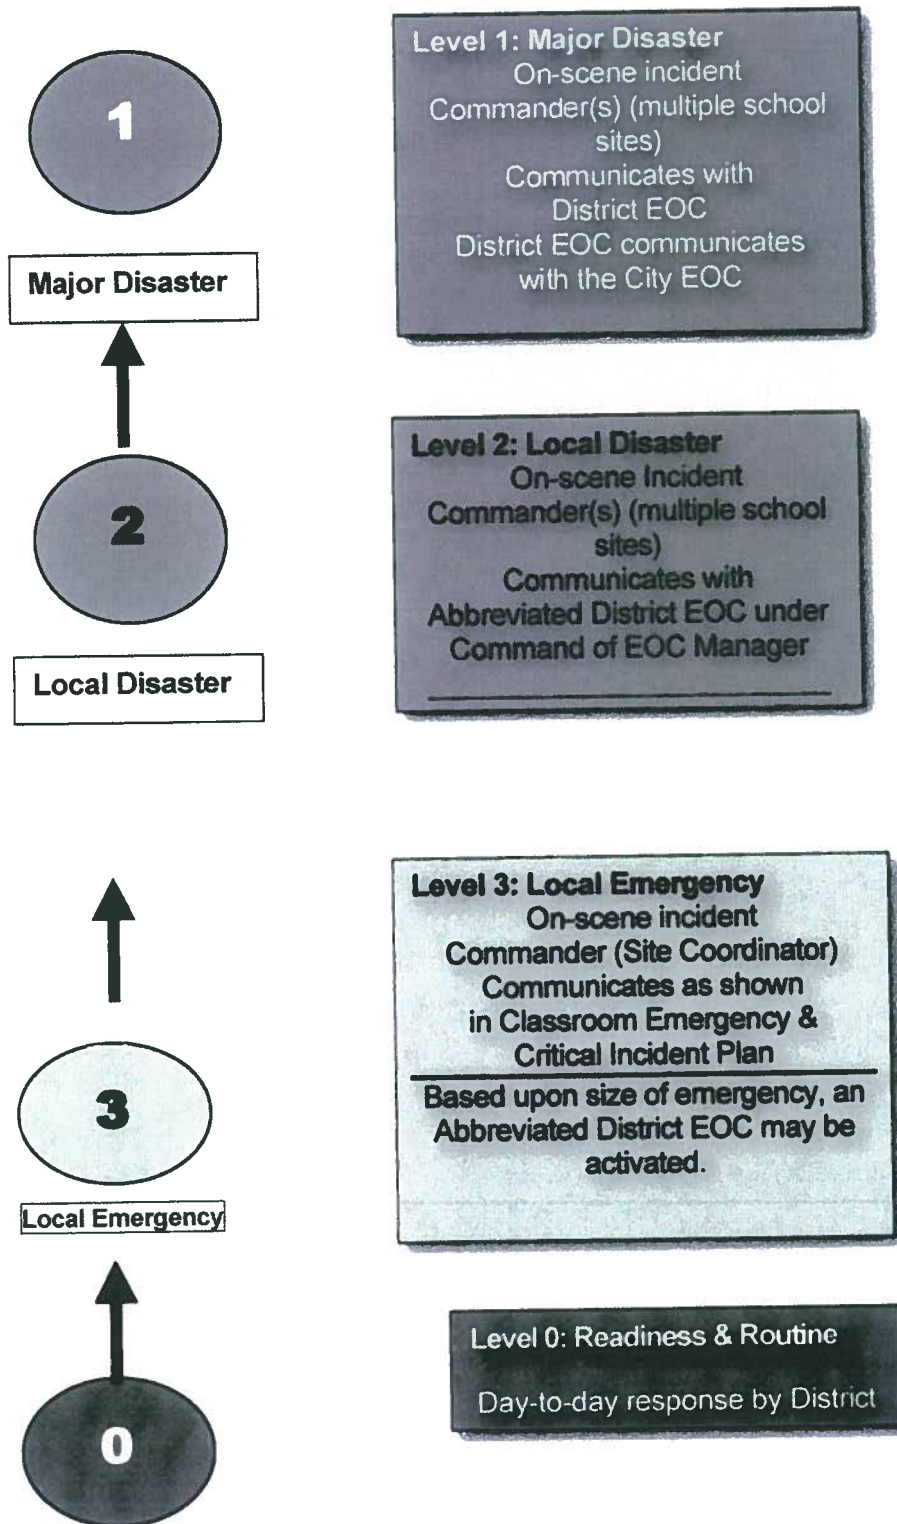 1
Major Disaster
Level 1: Major Disaster
On-scene incident
Commander(s) (multiple school
sites)
Communicates with
District EOC
District EOC communicates
with the City EOC
2
Local Disaster
Level 2: Local Disaster
On-scene Incident
Commander(s) (multiple school
sites)
Communicates with
Abbreviated District EOC under
Command of EOC Manager
3
Local Emergency
Level 3: Local Emergency
On-scene incident
Commander (Site Coordinator)
Communicates as shown
in Classroom Emergency &
Critical Incident Plan
Based upon size of emergency, an
Abbreviated District EOC may be
activated.
0
Level 0: Readiness & Routine
Day-to-day response by District